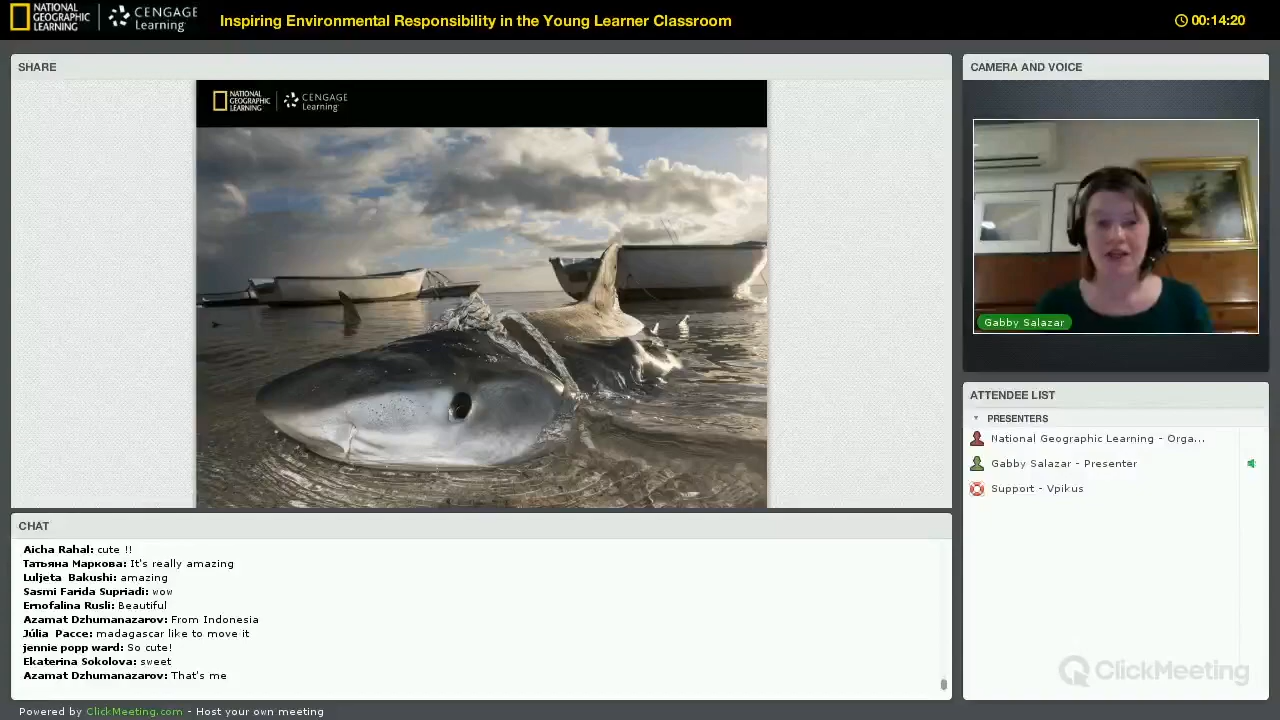 NATIONAL GEOGRAPHIC LEARNING
CENGAGE Learning
Inspiring Environmental Responsibility in the Young Learner Classroom
00:14:20
SHARE
CAMERA AND VOICE
NATIONAL GEOGRAPHIC LEARNING
CENGAGE Learning
Gabby Salazar
ATTENDEE LIST
PRESENTERS
National Geographic Learning - Orga...
Gabby Salazar - Presenter
Support - Vpikus
CHAT
Aicha Rahal: cute !!
Татьяна Маркова: It's really amazing
Luljeta Bakushi: amazing
Sasmi Farida Supriadi: wow
Ernofalina Rusli: Beautiful
Azamat Dzhumanazarov: From Indonesia
Júlia Pacce: madagascar like to move it
jennie popp ward: So cute!
Ekaterina Sokolova: sweet
Azamat Dzhumanazarov: That's me
ClickMeeting
Powered by ClickMeeting.com - Host your own meeting